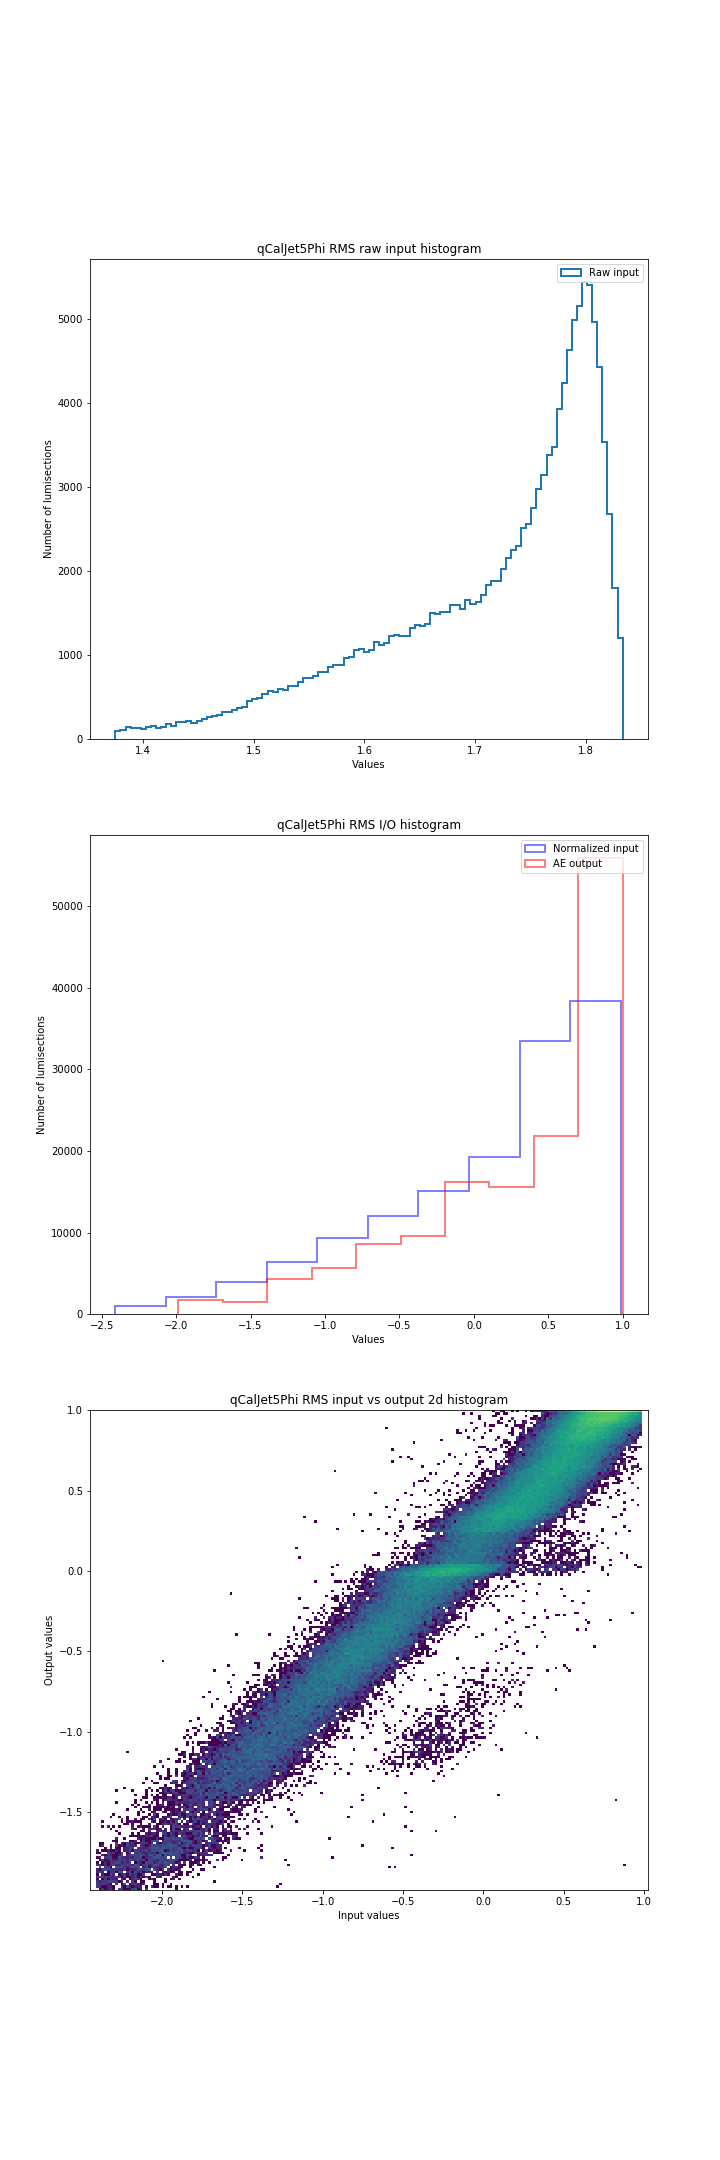 qCalJet5Phi RMS raw input histogram
Raw input
5000
4000
3000
2000
1000
0
Number of lumisections
1.4 1.5 1.6 1.7 1.8
Values
qCalJet5Phi RMS I/O histogram
Normalized input
AE output
50000
40000
30000
20000
10000
0
Number of lumisections
−2.5 −2.0 −1.5 −1.0 −0.5 0.0 0.5 1.0
Values
qCalJet5Phi RMS input vs output 2d histogram
1.0
0.5
0.0
−0.5
−1.0
−1.5
Output values
−2.0 −1.5 −1.0 −0.5 0.0 0.5 1.0
Input values